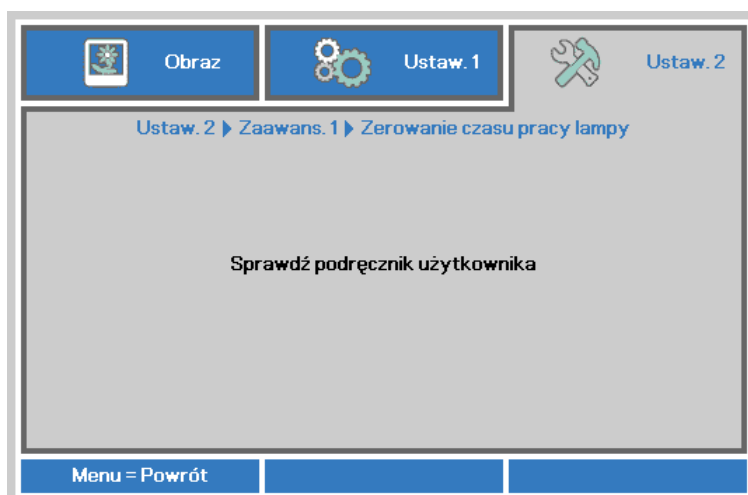 Obraz
Ustaw. 1
Ustaw. 2
Ustaw. 2 ▶ Zaawans. 1 ▶ Zerowanie czasu pracy lampy
Sprawdź podręcznik użytkownika
Menu = Powrót